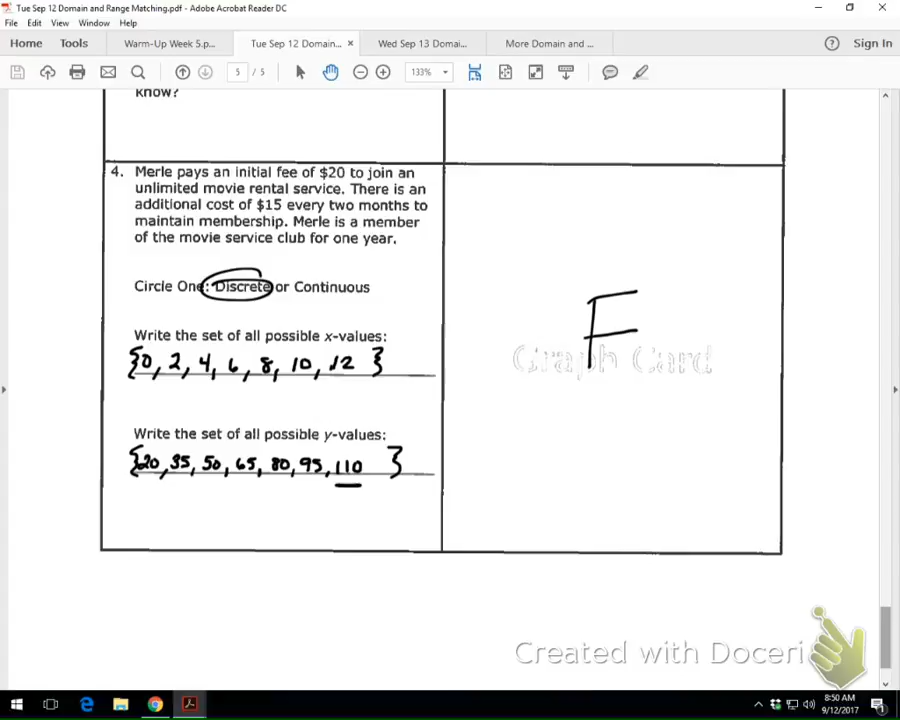 Tue Sep 12 Domain and Range Matching.pdf - Adobe Acrobat Reader DC
File Edit View Window Help
Home Tools Warm-Up Week 5.p... Tue Sep 12 Domain... × Wed Sep 13 Domai... More Domain and ... Sign In
5 / 5 133%
know?
4. Merle pays an initial fee of $20 to join an
unlimited movie rental service. There is an
additional cost of $15 every two months to
maintain membership. Merle is a member
of the movie service club for one year.
Circle One: Discrete or Continuous
Write the set of all possible x-values:
{0, 2, 4, 6, 8, 10, 12 }
Write the set of all possible y-values:
{20, 35, 50, 65, 80, 95, 110 }
F
Graph Card
Created with Doceri
8:50 AM
9/12/2017